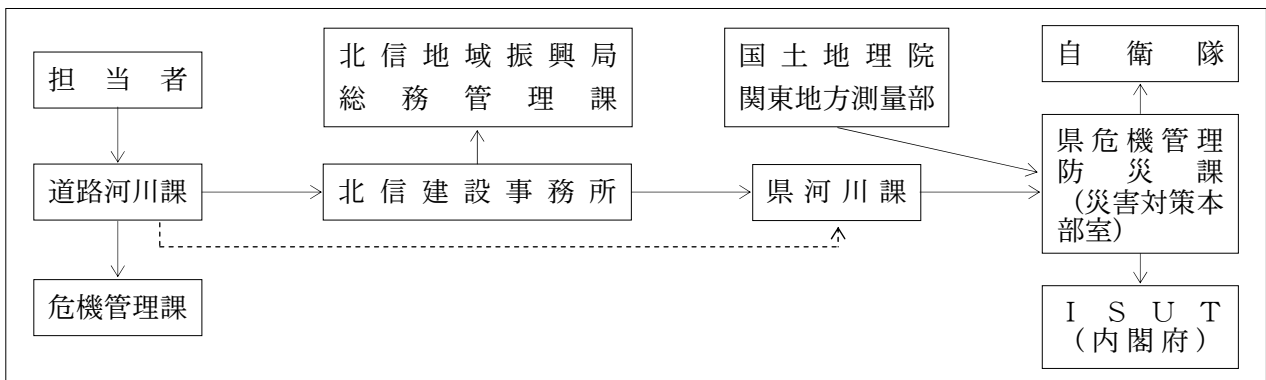 担当者
道路河川課
危機管理課
北信地域振興局
総務管理課
北信建設事務所
国土地理院
関東地方測量部
県河川課
自衛隊
県危機管理
防災課
(災害対策本
部室)
ISUT
(内閣府)